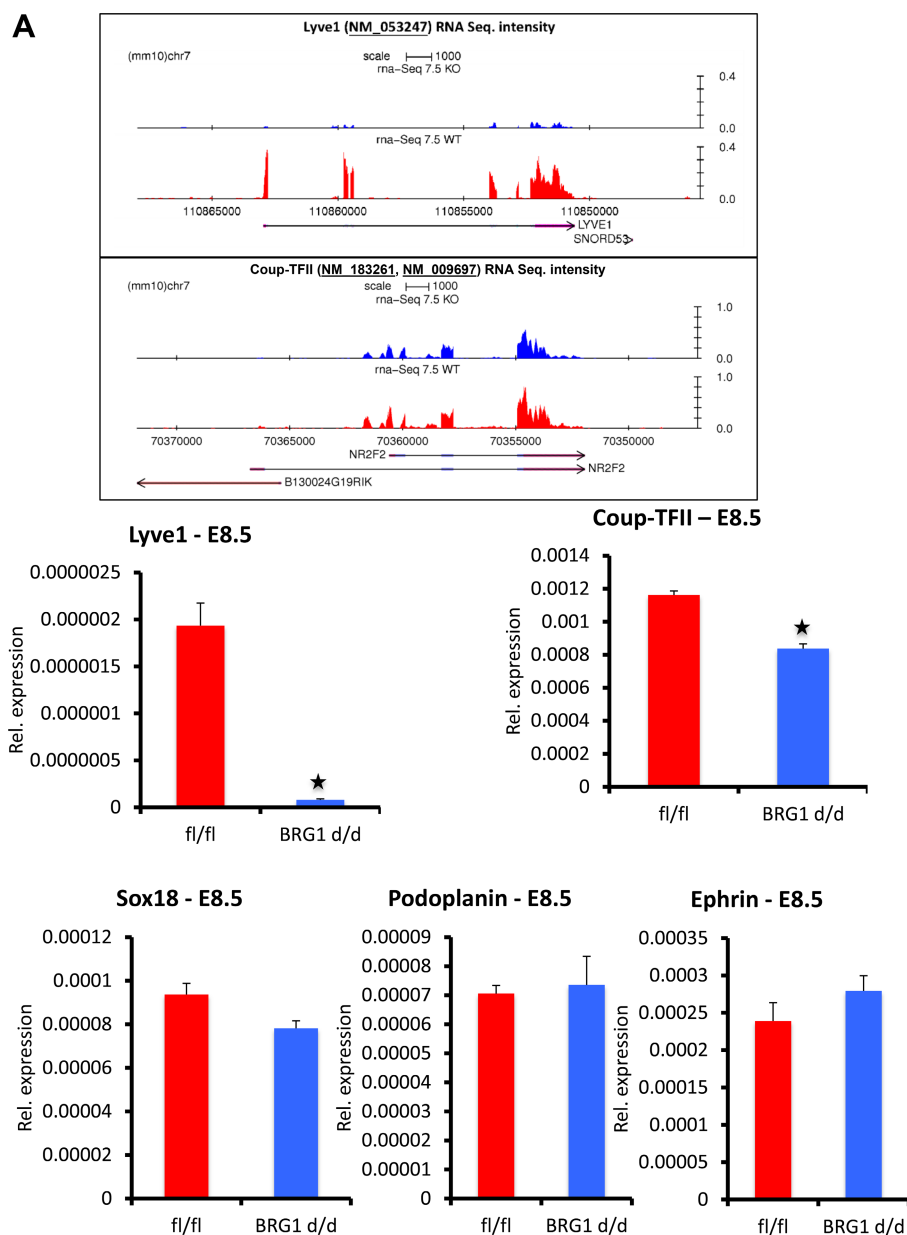 A
Lyve1 (NM_053247) RNA Seq. intensity
(mm10)chr7
scale 1000
rna-Seq 7.5 KO
0.4
0.0
rna-Seq 7.5 WT
0.4
0.0
110865000 110860000 110855000 110850000
LYVE1
SNORD53
Coup-TFII (NM_183261, NM_009697) RNA Seq. intensity
(mm10)chr7
scale 1000
rna-Seq 7.5 KO
1.0
0.0
rna-Seq 7.5 WT
1.0
0.0
70370000 70365000 70360000 70355000 70350000
NR2F2
NR2F2
B130024G19RIK
Lyve1 - E8.5
Rel. expression
0.0000025
0.000002
0.0000015
0.000001
0.0000005
0
fl/fl BRG1 d/d
Coup-TFII – E8.5
Rel. expression
0.0014
0.0012
0.001
0.0008
0.0006
0.0004
0.0002
0
fl/fl BRG1 d/d
Sox18 - E8.5
Rel. expression
0.00012
0.0001
0.00008
0.00006
0.00004
0.00002
0
fl/fl BRG1 d/d
Podoplanin - E8.5
Rel. expression
0.00009
0.00008
0.00007
0.00006
0.00005
0.00004
0.00003
0.00002
0.00001
0
fl/fl BRG1 d/d
Ephrin - E8.5
Rel. expression
0.00035
0.0003
0.00025
0.0002
0.00015
0.0001
0.00005
0
fl/fl BRG1 d/d